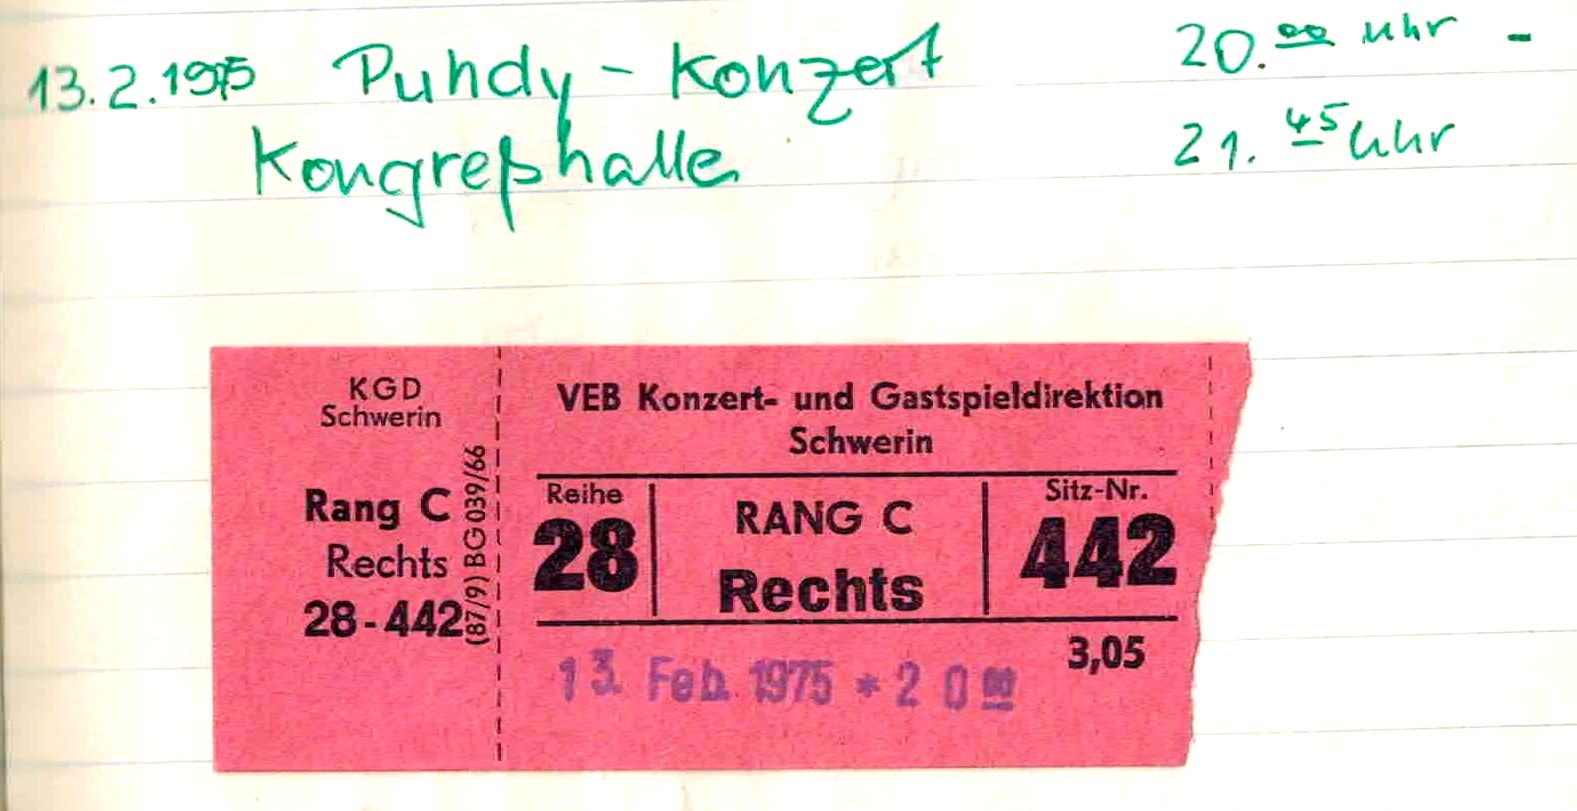 13.2.1975 Puhdy - Konzert 20.00 Uhr -
Kongreßhalle 21.45 Uhr
KGD
Schwerin
Rang C
Rechts
28 - 442
(87/9) BG 039/66
VEB Konzert- und Gastspieldirektion
Schwerin
Reihe
28
RANG C
Rechts
Sitz-Nr.
442
3,05
13. Feb. 1975 * 20 00